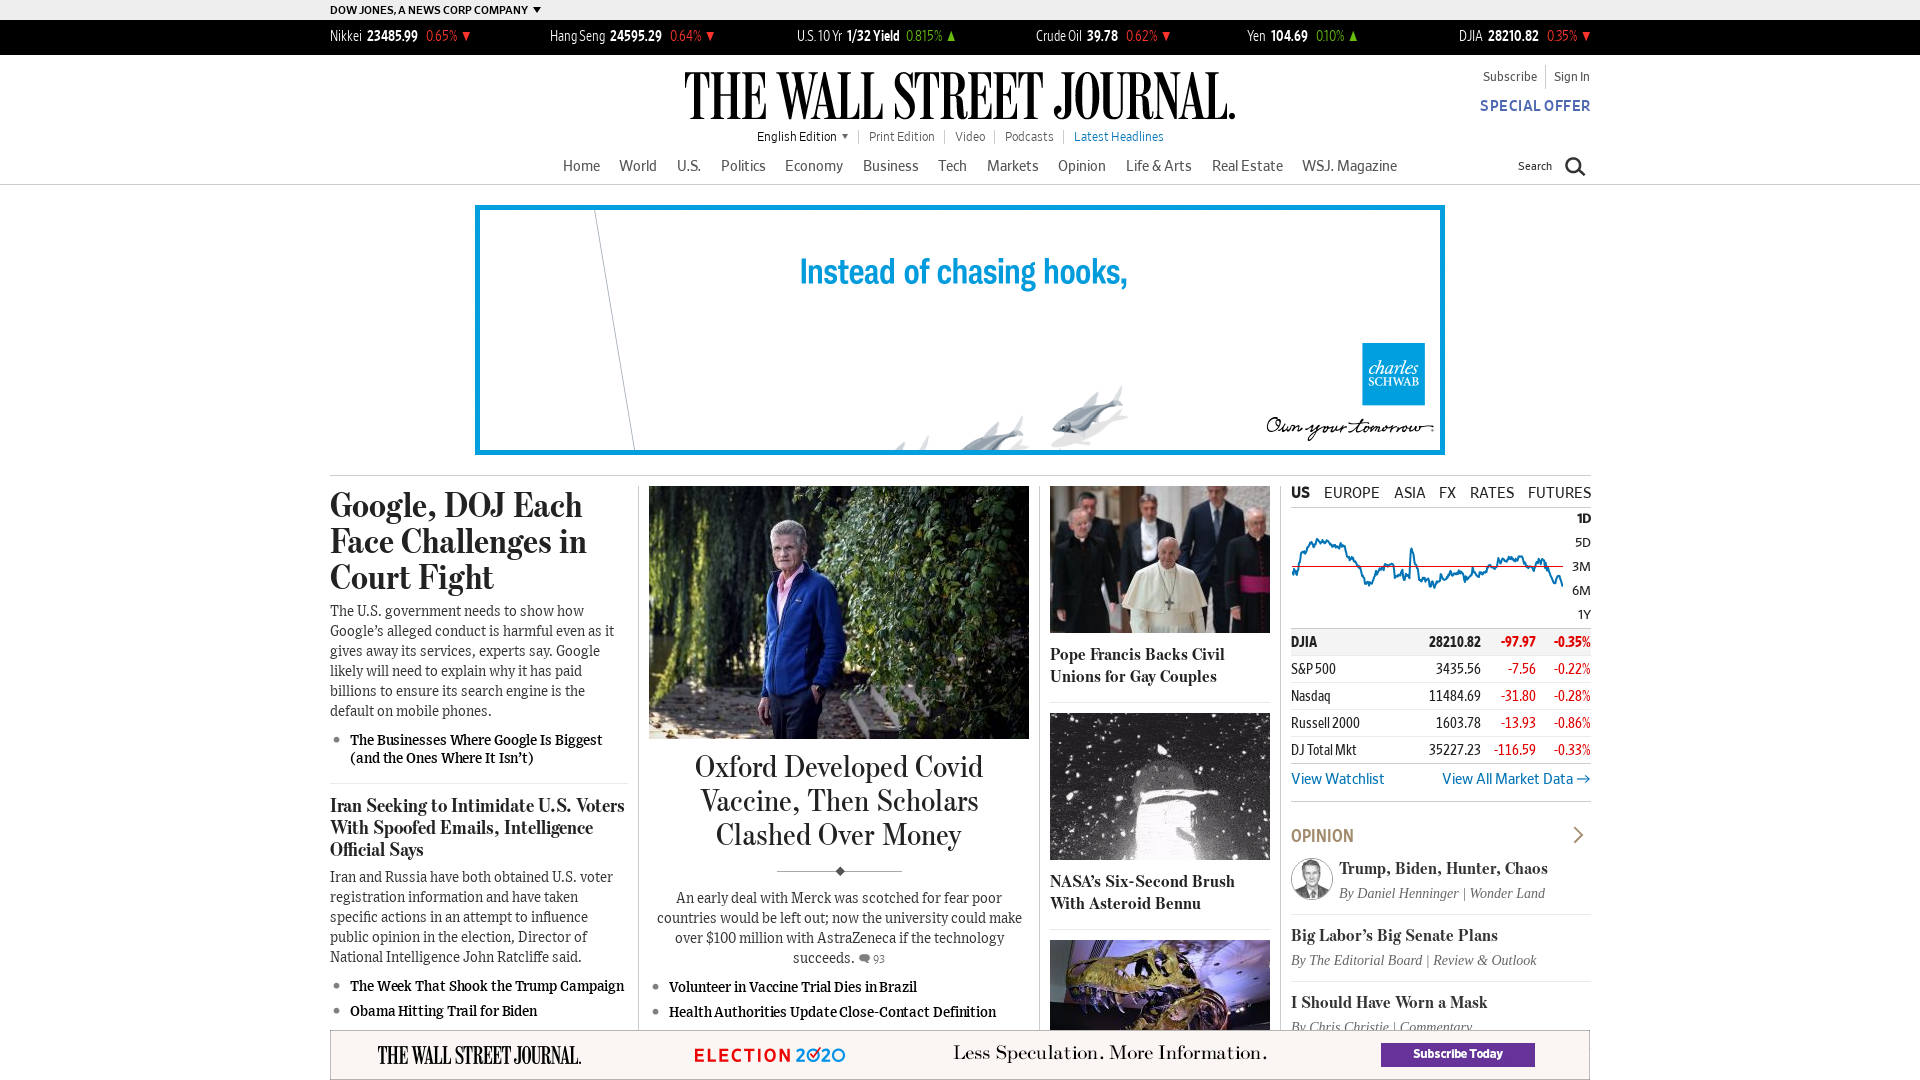 DOW JONES, A NEWS CORP COMPANY
Nikkei 23485.99 0.65%
Hang Seng 24595.29 0.64%
U.S. 10 Yr 1/32 Yield 0.815%
Crude Oil 39.78 0.62%
Yen 104.69 0.10%
DJIA 28210.82 0.35%
THE WALL STREET JOURNAL.
Subscribe
Sign In
SPECIAL OFFER
English Edition
Print Edition
Video
Podcasts
Latest Headlines
Home World U.S. Politics Economy Business Tech Markets Opinion Life & Arts Real Estate WSJ. Magazine
Search
Instead of chasing hooks,
charles
SCHWAB
Own your tomorrow
Google, DOJ Each
Face Challenges in
Court Fight
The U.S. government needs to show how
Google’s alleged conduct is harmful even as it
gives away its services, experts say. Google
likely will need to explain why it has paid
billions to ensure its search engine is the
default on mobile phones.
The Businesses Where Google Is Biggest
(and the Ones Where It Isn’t)
Iran Seeking to Intimidate U.S. Voters
With Spoofed Emails, Intelligence
Official Says
Iran and Russia have both obtained U.S. voter
registration information and have taken
specific actions in an attempt to influence
public opinion in the election, Director of
National Intelligence John Ratcliffe said.
The Week That Shook the Trump Campaign
Obama Hitting Trail for Biden
Oxford Developed Covid
Vaccine, Then Scholars
Clashed Over Money
An early deal with Merck was scotched for fear poor
countries would be left out; now the university could make
over $100 million with AstraZeneca if the technology
succeeds. 93
Volunteer in Vaccine Trial Dies in Brazil
Health Authorities Update Close-Contact Definition
Pope Francis Backs Civil
Unions for Gay Couples
NASA’s Six-Second Brush
With Asteroid Bennu
US EUROPE ASIA FX RATES FUTURES
1D
5D
3M
6M
1Y
DJIA 28210.82 -97.97 -0.35%
S&P 500 3435.56 -7.56 -0.22%
Nasdaq 11484.69 -31.80 -0.28%
Russell 2000 1603.78 -13.93 -0.86%
DJ Total Mkt 35227.23 -116.59 -0.33%
View Watchlist
View All Market Data
OPINION
Trump, Biden, Hunter, Chaos
By Daniel Henninger | Wonder Land
Big Labor’s Big Senate Plans
By The Editorial Board | Review & Outlook
I Should Have Worn a Mask
By Chris Christie | Commentary
THE WALL STREET JOURNAL.
ELECTION 2020
Less Speculation. More Information.
Subscribe Today